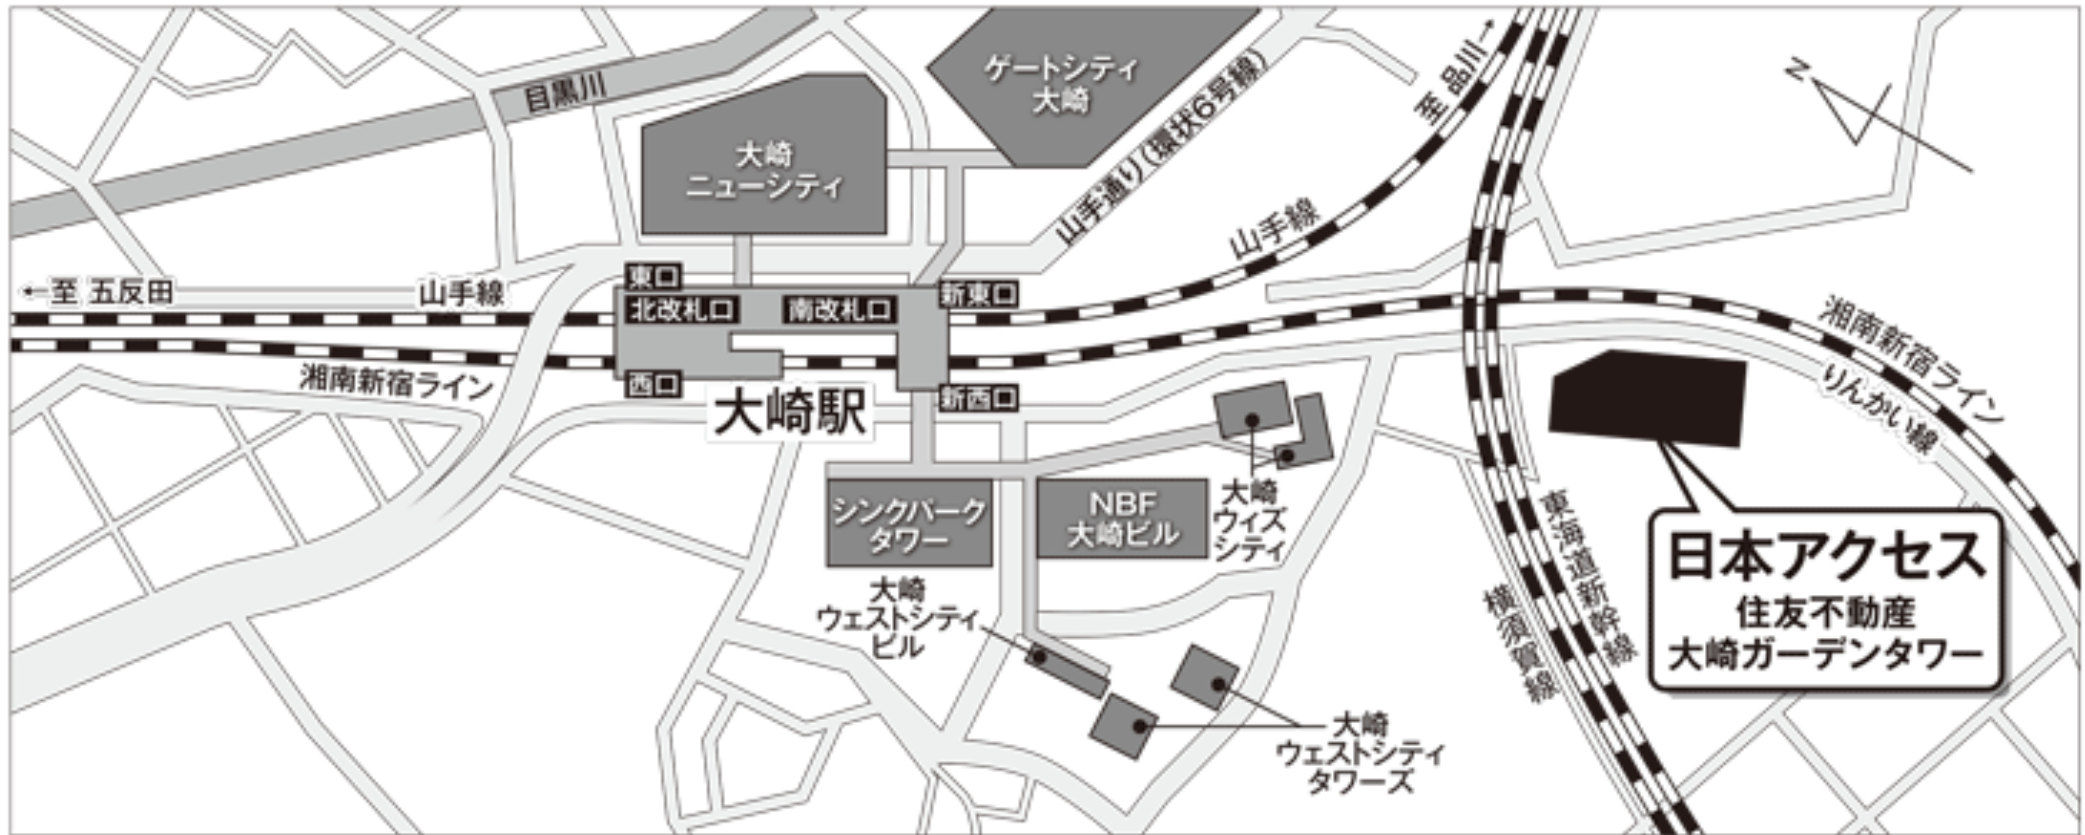 目黒川
ゲートシティ
大崎
至 品川→
N
大崎
ニューシティ
山手通り(環状6号線)
山手線
←至 五反田
山手線
東口
北改札口
南改札口
新東口
湘南新宿ライン
西口
大崎駅
新西口
湘南新宿ライン
りんかい線
シンクパーク
タワー
NBF
大崎ビル
大崎
ウィズ
シティ
東海道新幹線
横須賀線
日本アクセス
住友不動産
大崎ガーデンタワー
大崎
ウェストシティ
ビル
大崎
ウェストシティ
タワーズ